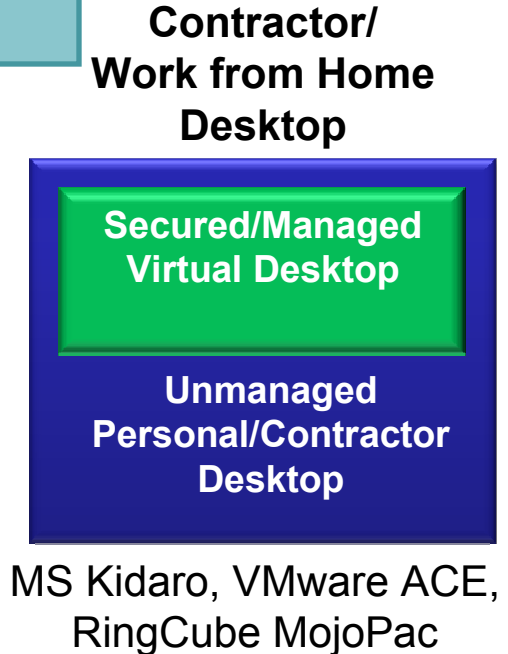 Contractor/
Work from Home
Desktop
Secured/Managed
Virtual Desktop
Unmanaged
Personal/Contractor
Desktop
MS Kidaro, VMware ACE,
RingCube MojoPac